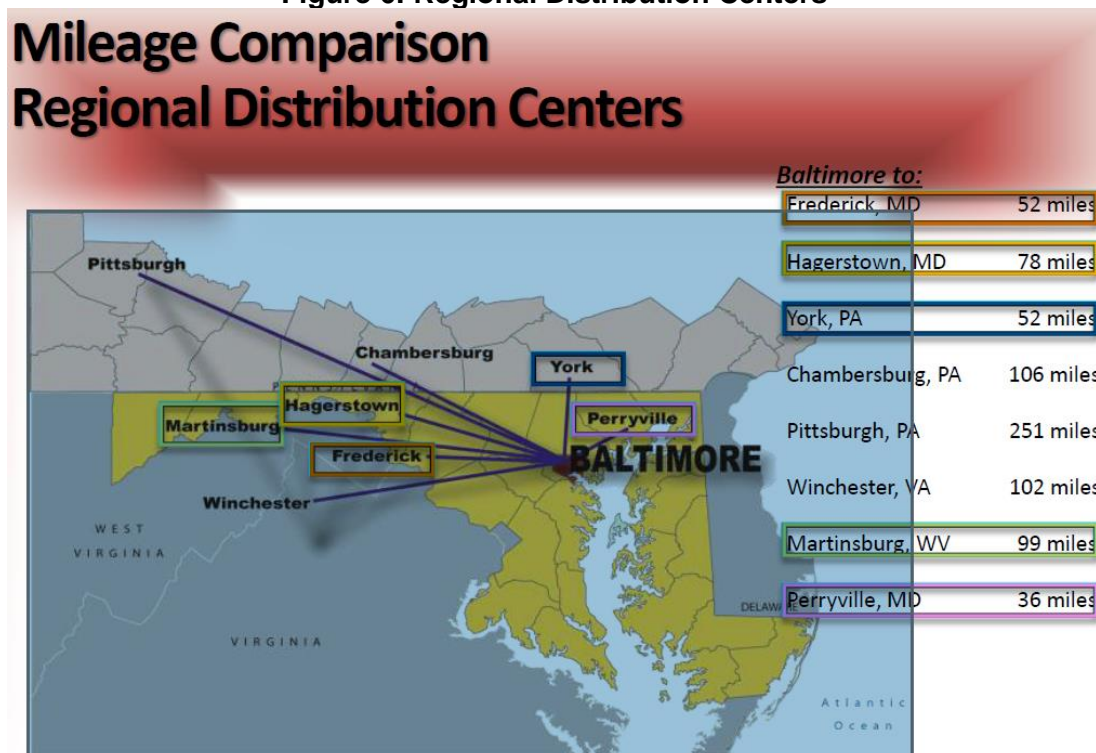 Figure 6. Regional Distribution Centers
Mileage Comparison
Regional Distribution Centers
Baltimore to:
Frederick, MD 52 miles
Hagerstown, MD 78 miles
York, PA 52 miles
Chambersburg, PA 106 miles
Pittsburgh, PA 251 miles
Winchester, VA 102 miles
Martinsburg, WV 99 miles
Perryville, MD 36 miles
Pittsburgh
Chambersburg
York
PENNSYLVANIA
Hagerstown
Martinsburg
Perryville
Frederick
BALTIMORE
Winchester
WEST
VIRGINIA
DELAWARE
VIRGINIA
Atlantic
Ocean